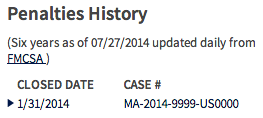 Penalties History
(Six years as of 07/27/2014 updated daily from
FMCSA )
CLOSED DATE CASE #
1/31/2014 MA-2014-9999-US0000